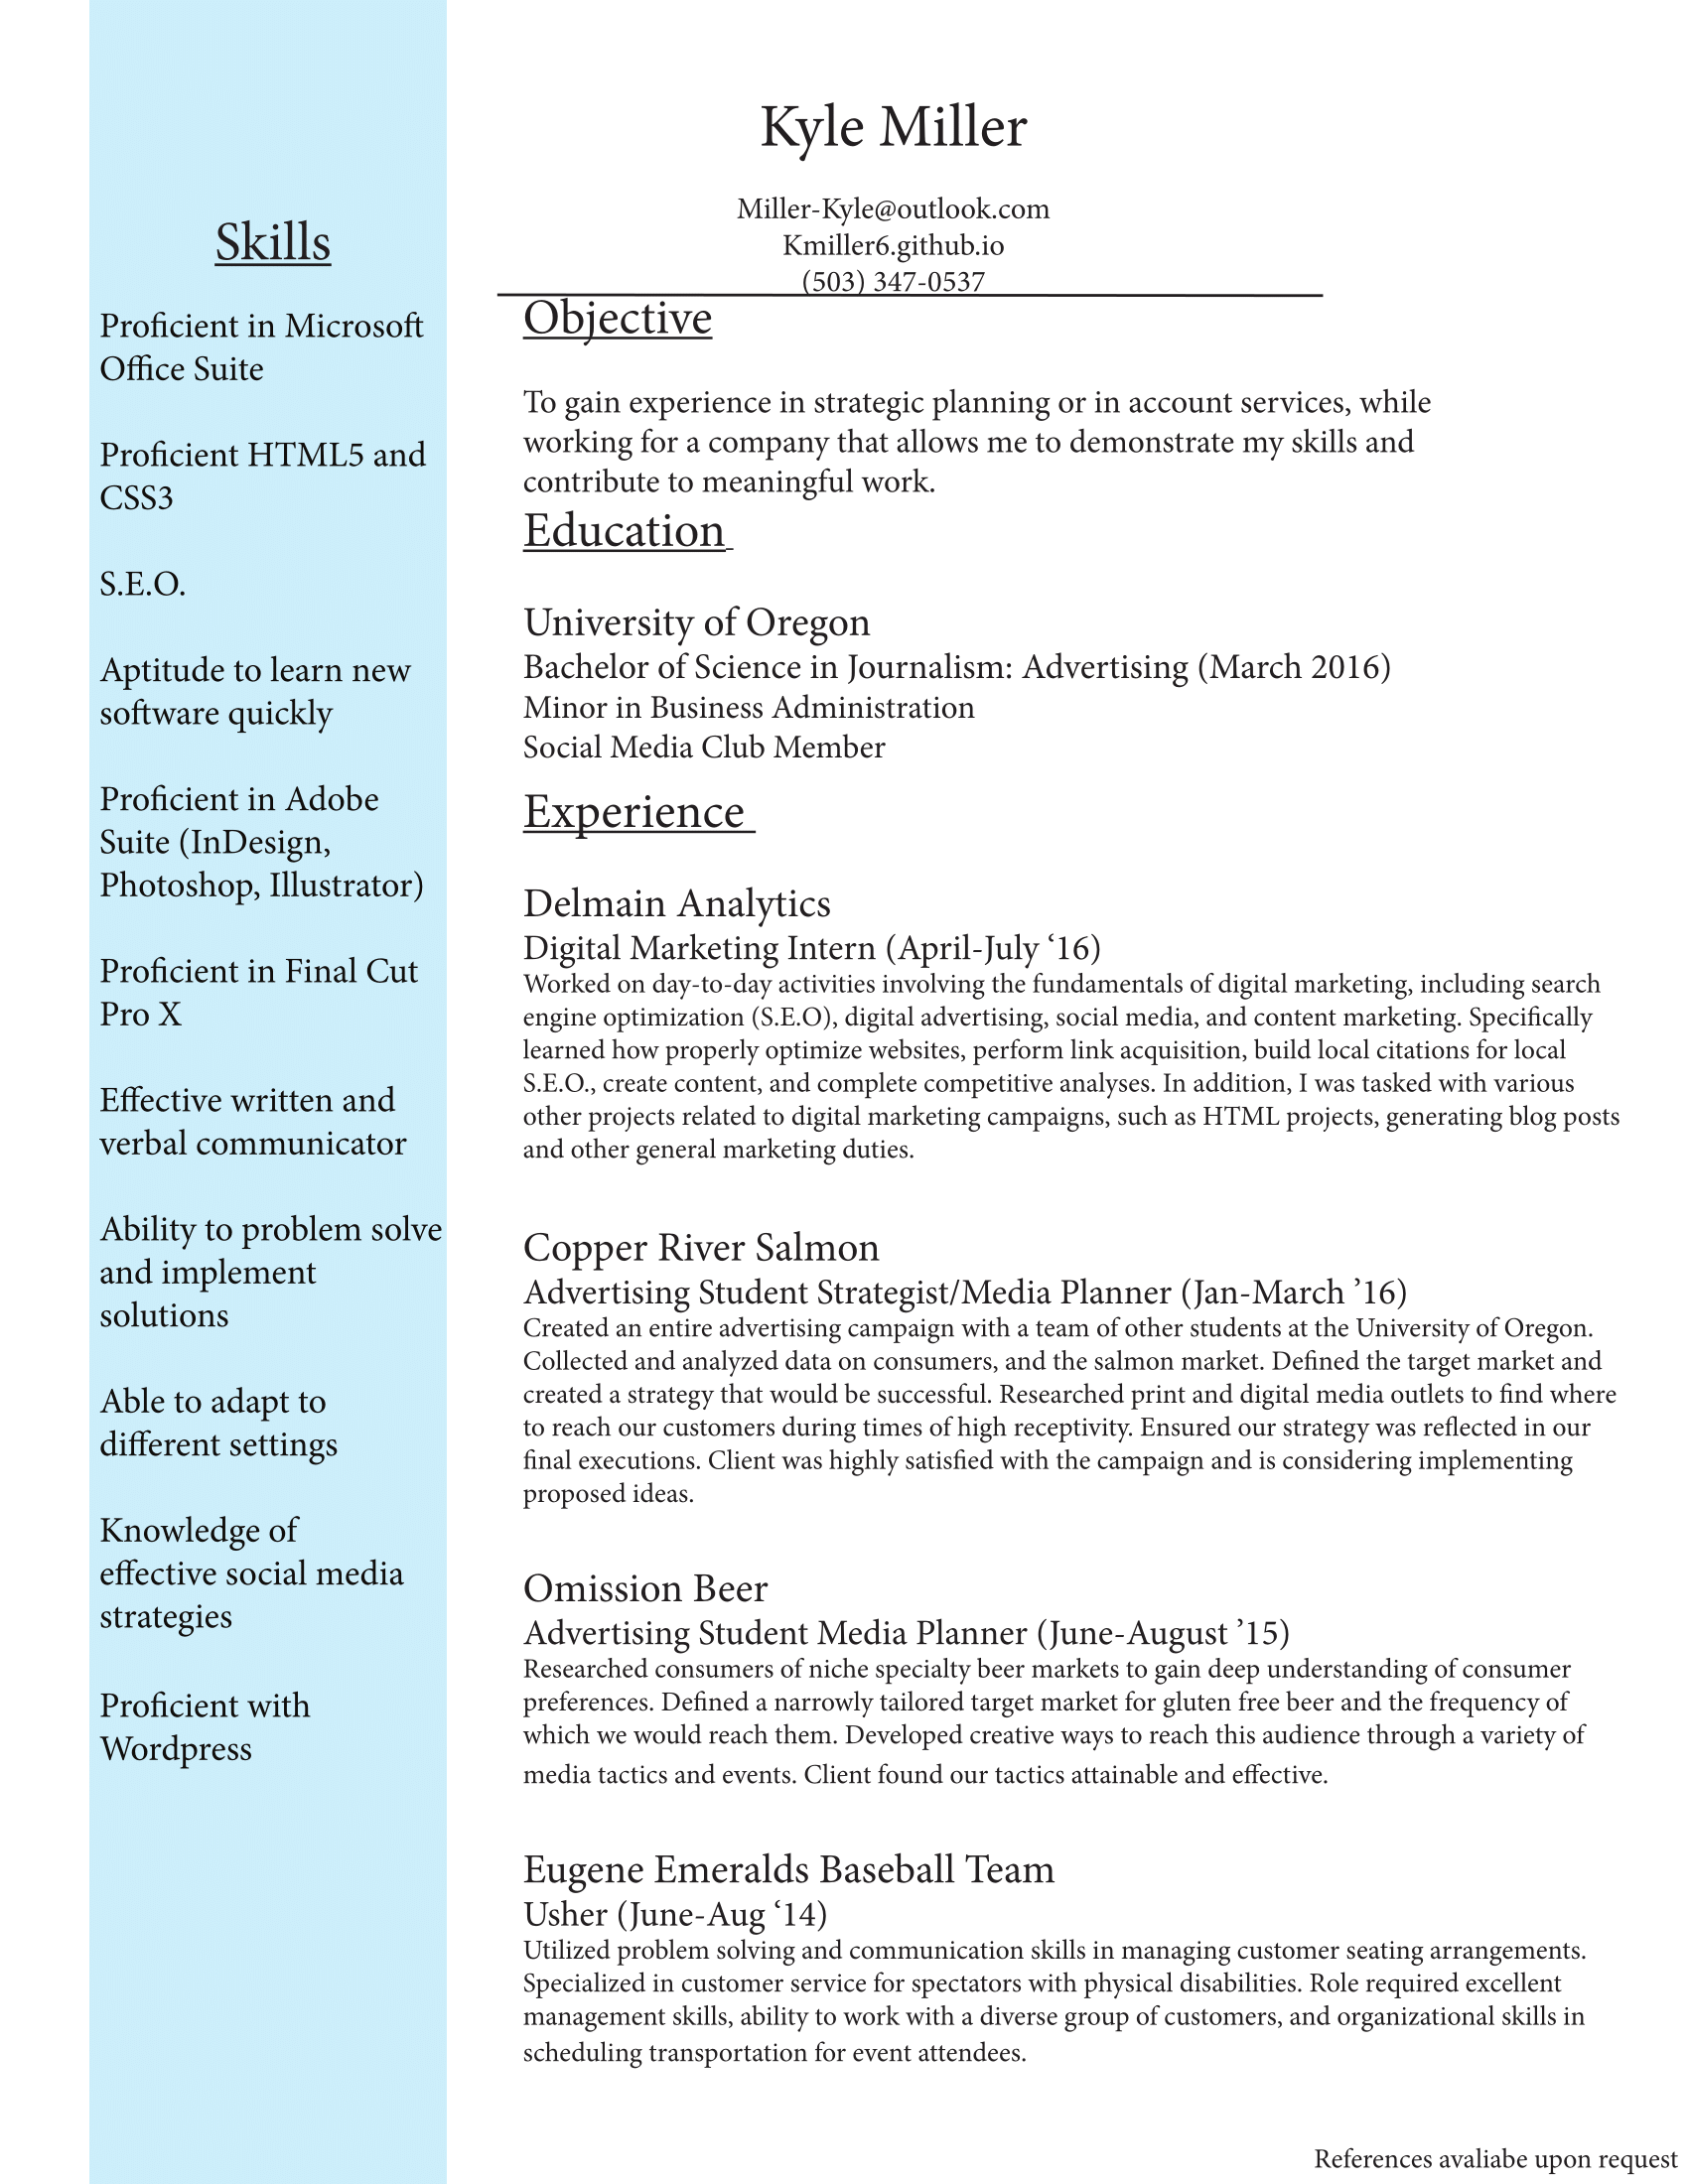 Kyle Miller
Miller-Kyle@outlook.com
Kmiller6.github.io
(503) 347-0537
Skills
Proficient in Microsoft
Office Suite
Proficient HTML5 and
CSS3
S.E.O.
Aptitude to learn new
software quickly
Proficient in Adobe
Suite (InDesign,
Photoshop, Illustrator)
Proficient in Final Cut
Pro X
Effective written and
verbal communicator
Ability to problem solve
and implement
solutions
Able to adapt to
different settings
Knowledge of
effective social media
strategies
Proficient with
Wordpress
Objective
To gain experience in strategic planning or in account services, while
working for a company that allows me to demonstrate my skills and
contribute to meaningful work.
Education
University of Oregon
Bachelor of Science in Journalism: Advertising (March 2016)
Minor in Business Administration
Social Media Club Member
Experience
Delmain Analytics
Digital Marketing Intern (April-July ‘16)
Worked on day-to-day activities involving the fundamentals of digital marketing, including search
engine optimization (S.E.O), digital advertising, social media, and content marketing. Specifically
learned how properly optimize websites, perform link acquisition, build local citations for local
S.E.O., create content, and complete competitive analyses. In addition, I was tasked with various
other projects related to digital marketing campaigns, such as HTML projects, generating blog posts
and other general marketing duties.
Copper River Salmon
Advertising Student Strategist/Media Planner (Jan-March ’16)
Created an entire advertising campaign with a team of other students at the University of Oregon.
Collected and analyzed data on consumers, and the salmon market. Defined the target market and
created a strategy that would be successful. Researched print and digital media outlets to find where
to reach our customers during times of high receptivity. Ensured our strategy was reflected in our
final executions. Client was highly satisfied with the campaign and is considering implementing
proposed ideas.
Omission Beer
Advertising Student Media Planner (June-August ’15)
Researched consumers of niche specialty beer markets to gain deep understanding of consumer
preferences. Defined a narrowly tailored target market for gluten free beer and the frequency of
which we would reach them. Developed creative ways to reach this audience through a variety of
media tactics and events. Client found our tactics attainable and effective.
Eugene Emeralds Baseball Team
Usher (June-Aug ‘14)
Utilized problem solving and communication skills in managing customer seating arrangements.
Specialized in customer service for spectators with physical disabilities. Role required excellent
management skills, ability to work with a diverse group of customers, and organizational skills in
scheduling transportation for event attendees.
References avaliabe upon request